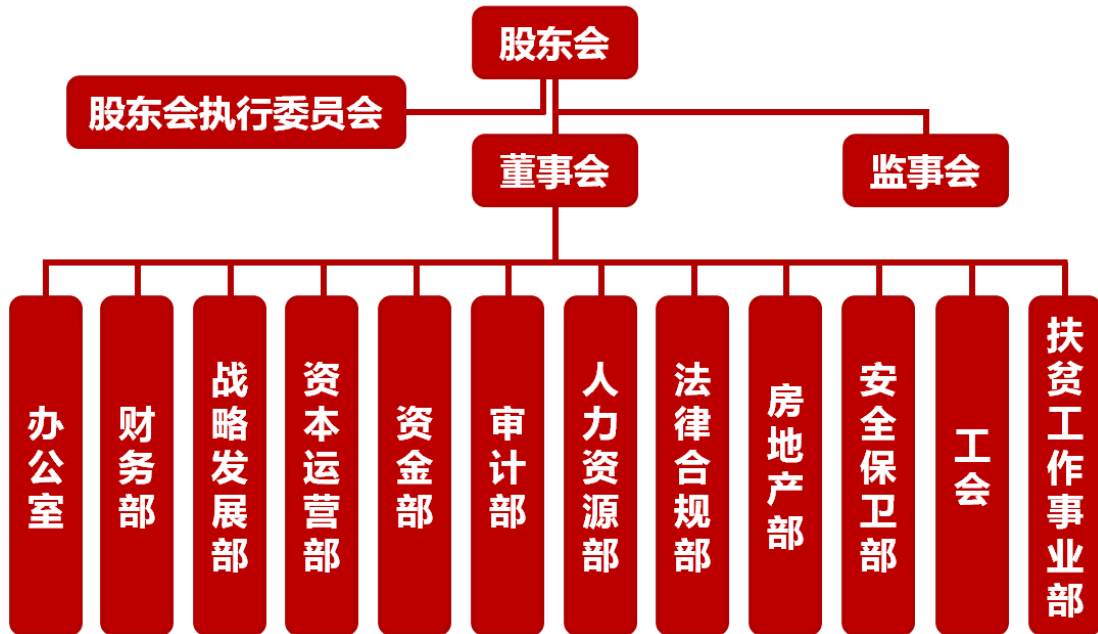 股东会
股东会执行委员会
董事会
监事会
办公室
财务部
战略发展部
资本运营部
资金部
审计部
人力资源部
法律合规部
房地产部
安全保卫部
工会
扶贫工作事业部